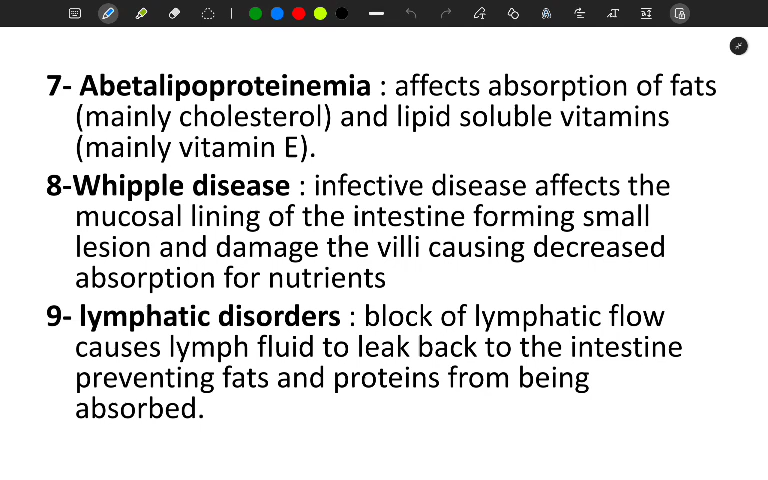 7- Abetalipoproteinemia : affects absorption of fats
(mainly cholesterol) and lipid soluble vitamins
(mainly vitamin E).
8-Whipple disease : infective disease affects the
mucosal lining of the intestine forming small
lesion and damage the villi causing decreased
absorption for nutrients
9- lymphatic disorders : block of lymphatic flow
causes lymph fluid to leak back to the intestine
preventing fats and proteins from being
absorbed.